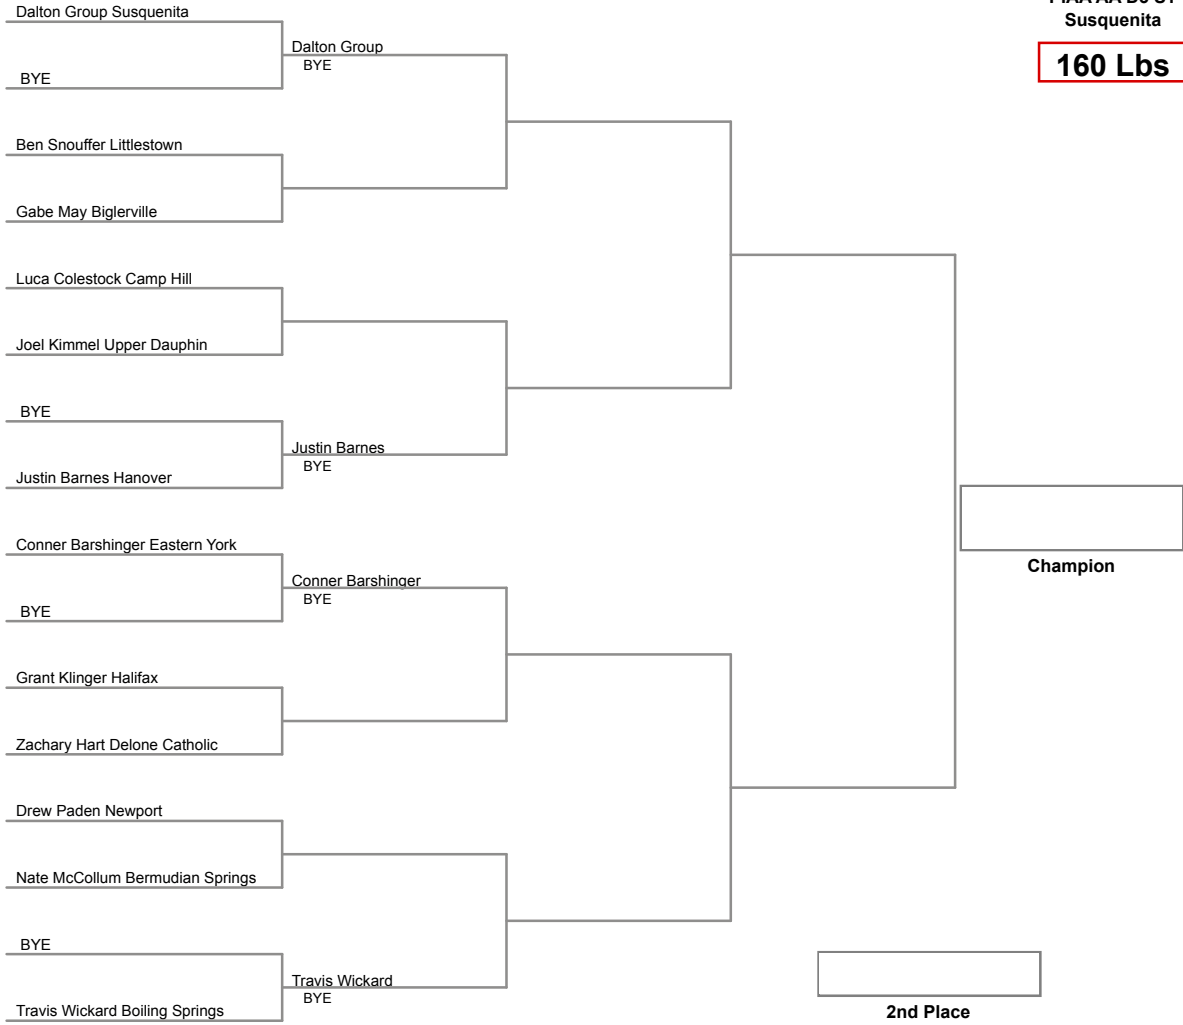 Dalton Group Susquenita
BYE
Dalton Group
BYE
Ben Snouffer Littlestown
Gabe May Biglerville
Luca Colestock Camp Hill
Joel Kimmel Upper Dauphin
BYE
Justin Barnes Hanover
Justin Barnes
BYE
Conner Barshinger Eastern York
BYE
Conner Barshinger
BYE
Grant Klinger Halifax
Zachary Hart Delone Catholic
Drew Paden Newport
Nate McCollum Bermudian Springs
BYE
Travis Wickard Boiling Springs
Travis Wickard
BYE
Susquenita
160 Lbs
Champion
2nd Place